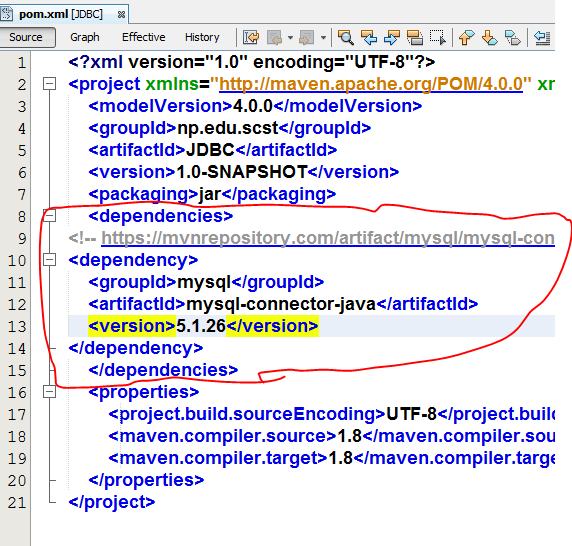 pom.xml [JDBC]
Source Graph Effective History
1 <?xml version="1.0" encoding="UTF-8"?>
2 <project xmlns="http://maven.apache.org/POM/4.0.0" xm
3 <modelVersion>4.0.0</modelVersion>
4 <groupId>np.edu.scst</groupId>
5 <artifactId>JDBC</artifactId>
6 <version>1.0-SNAPSHOT</version>
7 <packaging>jar</packaging>
8 <dependencies>
9 <!-- https://mvnrepository.com/artifact/mysql/mysql-con
10 <dependency>
11 <groupId>mysql</groupId>
12 <artifactId>mysql-connector-java</artifactId>
13 <version>5.1.26</version>
14 </dependency>
15 </dependencies>
16 <properties>
17 <project.build.sourceEncoding>UTF-8</project.build
18 <maven.compiler.source>1.8</maven.compiler.sou
19 <maven.compiler.target>1.8</maven.compiler.targe
20 </properties>
21 </project>